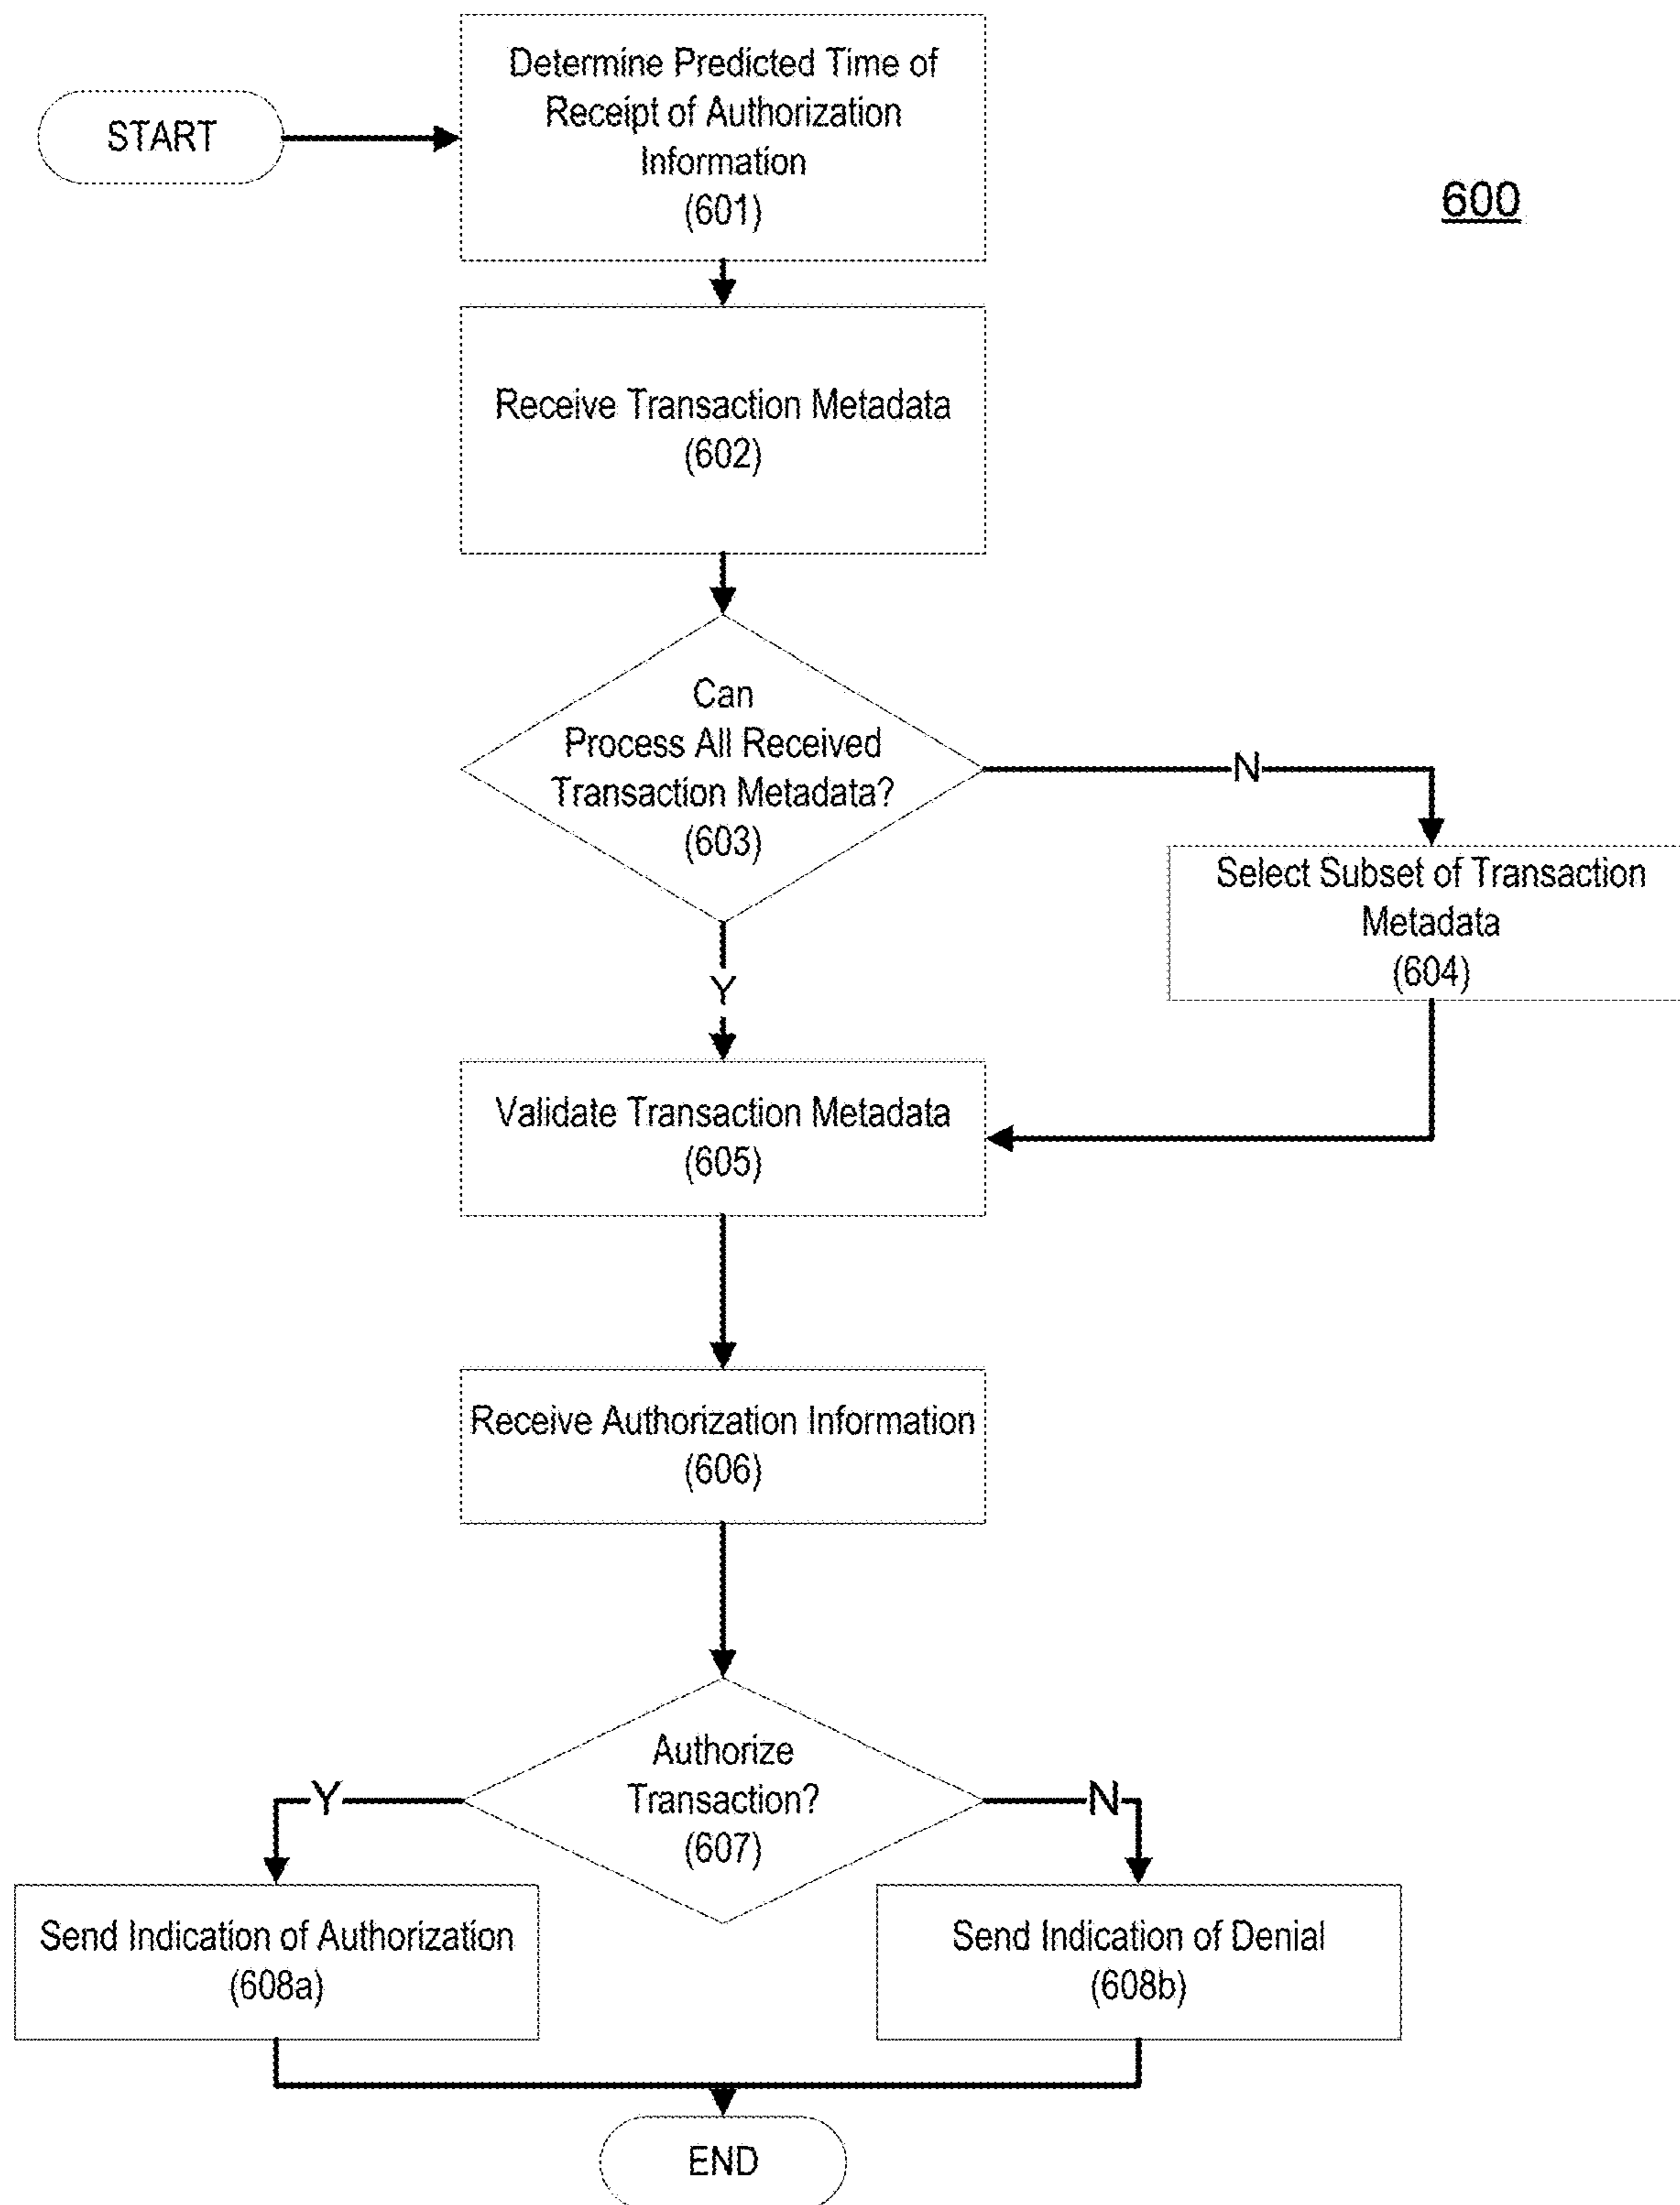 START
Determine Predicted Time of
Receipt of Authorization
Information
(601)
600
Receive Transaction Metadata
(602)
Can
Process All Received
Transaction Metadata?
(603)
N
Select Subset of Transaction
Metadata
(604)
Y
Validate Transaction Metadata
(605)
Receive Authorization Information
(606)
Authorize
Transaction?
(607)
Y
N
Send Indication of Authorization
(608a)
Send Indication of Denial
(608b)
END